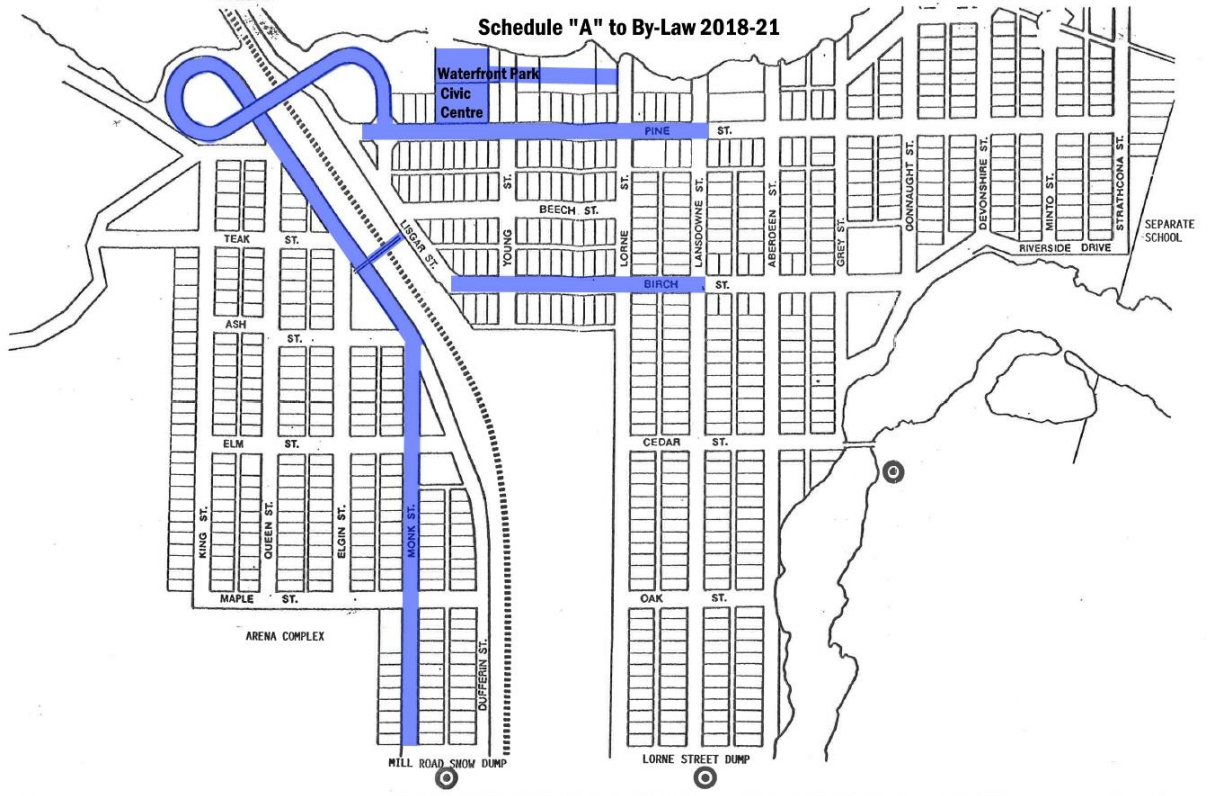 Schedule "A" to By-Law 2018-21
Waterfront Park
Civic
Centre
PINE ST.
TEAK ST.
LISGAR ST.
YOUNG ST.
BEECH ST.
LORNE ST.
LANSDOWNE ST.
ABERDEEN ST.
GREY ST.
CONNAUGHT ST.
DEVONSHIRE ST.
MINTO ST.
STRATHCONA ST.
SEPARATE
SCHOOL
RIVERSIDE DRIVE
BIRCH ST.
ASH ST.
ELM ST.
CEDAR ST.
KING ST.
QUEEN ST.
ELGIN ST.
MONK ST.
MAPLE ST.
OAK ST.
ARENA COMPLEX
DUFFERIN ST.
MILL ROAD SNOW DUMP
LORNE STREET DUMP